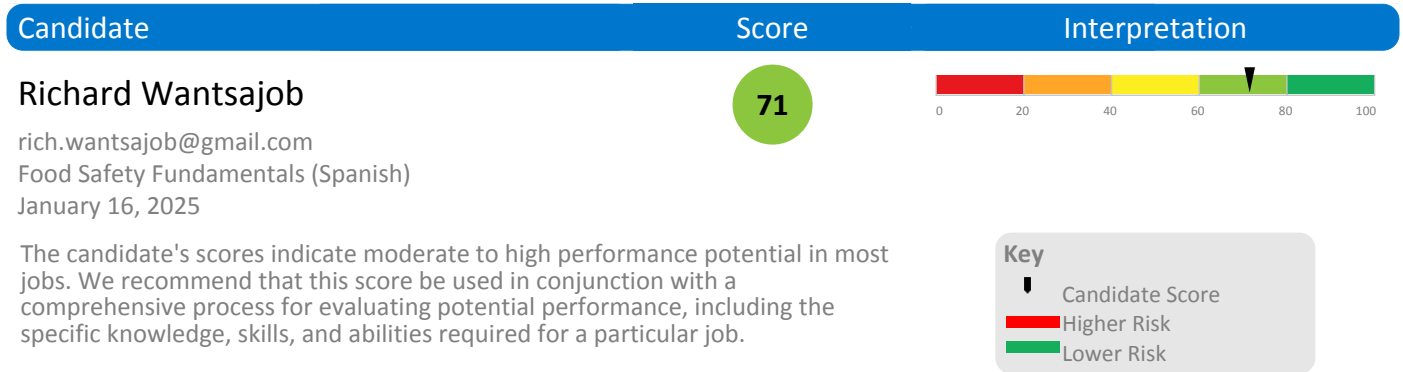 Candidate Score Interpretation
Richard Wantsajob
71
0 20 40 60 80 100
rich.wantsajob@gmail.com
Food Safety Fundamentals (Spanish)
January 16, 2025
The candidate's scores indicate moderate to high performance potential in most
jobs. We recommend that this score be used in conjunction with a
comprehensive process for evaluating potential performance, including the
specific knowledge, skills, and abilities required for a particular job.
Key
Candidate Score
Higher Risk
Lower Risk